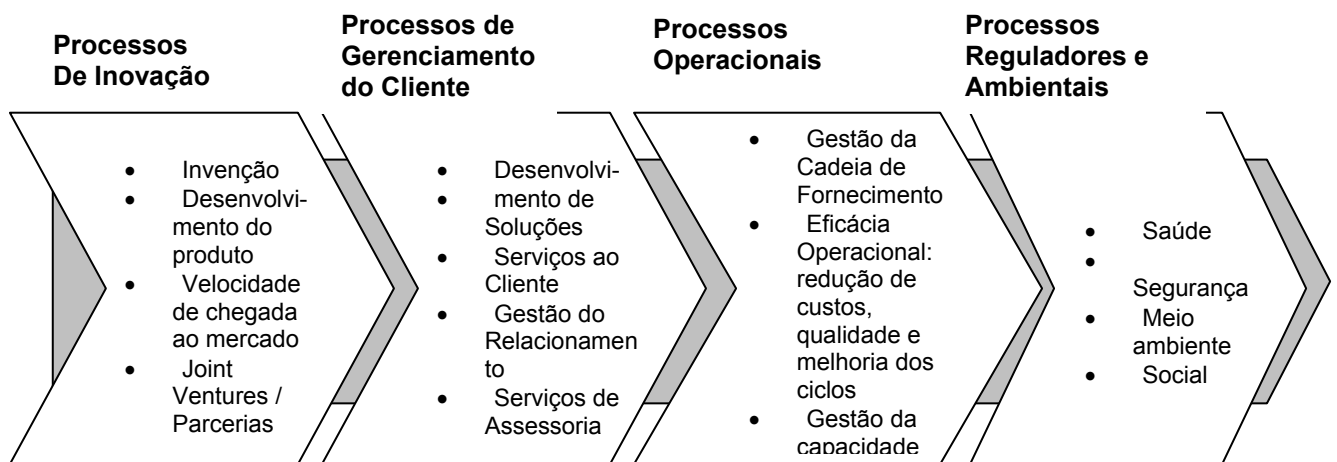 Processos
De Inovação
Processos de
Gerenciamento
do Cliente
Processos
Operacionais
Processos
Reguladores e
Ambientais
• Invenção
• Desenvolvi-
mento do
produto
• Velocidade
de chegada
ao mercado
• Joint
Ventures /
Parcerias
• Desenvolvi-
• mento de
Soluções
• Serviços ao
Cliente
• Gestão do
Relacionamen
to
• Serviços de
Assessoria
• Gestão da
Cadeia de
Fornecimento
• Eficácia
Operacional:
redução de
custos,
qualidade e
melhoria dos
ciclos
• Gestão da
capacidade
• Saúde
•
Segurança
• Meio
ambiente
• Social